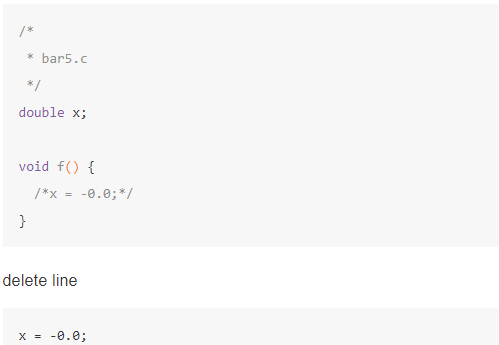 /*
 * bar5.c
 */
double x;
void f() {
  /*x = -0.0;*/
}
delete line
x = -0.0;